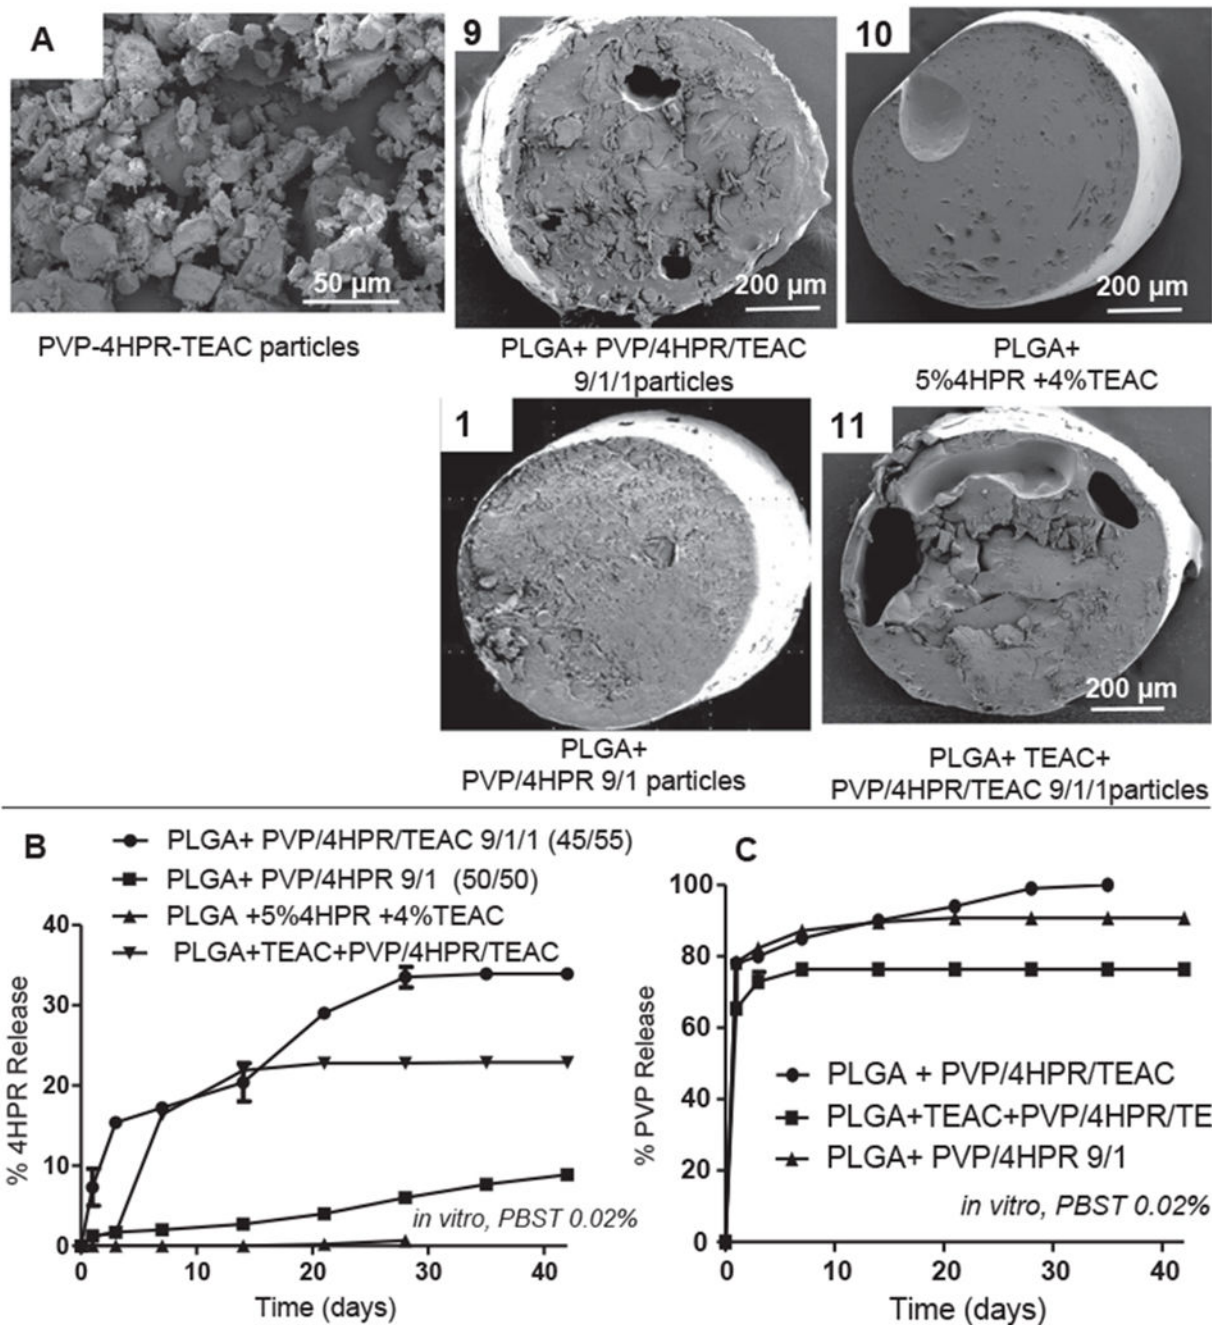 A
50 µm
PVP-4HPR-TEAC particles
9
200 µm
PLGA+ PVP/4HPR/TEAC
9/1/1particles
10
200 µm
PLGA+
5%4HPR +4%TEAC
1
PLGA+
PVP/4HPR 9/1 particles
11
200 µm
PLGA+ TEAC+
PVP/4HPR/TEAC 9/1/1particles
B
PLGA+ PVP/4HPR/TEAC 9/1/1 (45/55)
PLGA+ PVP/4HPR 9/1 (50/50)
PLGA +5%4HPR +4%TEAC
PLGA+TEAC+PVP/4HPR/TEAC
% 4HPR Release
40
30
20
10
0
in vitro, PBST 0.02%
0 10 20 30 40
Time (days)
C
% PVP Release
100
80
60
40
20
0
PLGA + PVP/4HPR/TEAC
PLGA+TEAC+PVP/4HPR/TE
PLGA+ PVP/4HPR 9/1
in vitro, PBST 0.02%
0 10 20 30 40
Time (days)